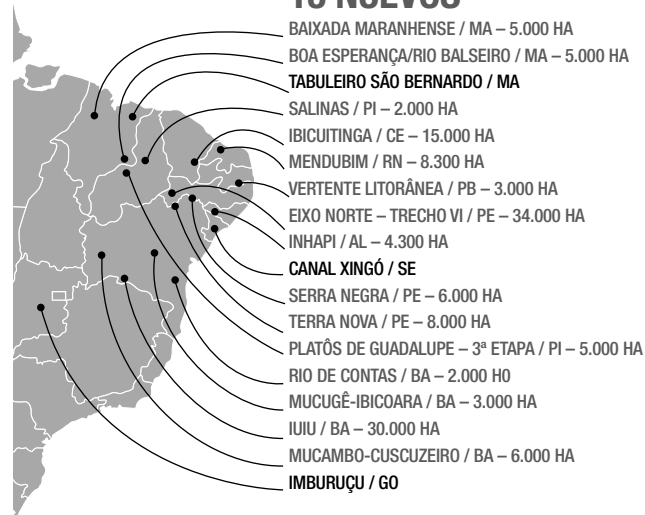 BAIXADA MARANHENSE / MA – 5.000 HA
BOA ESPERANÇA/RIO BALSEIRO / MA – 5.000 HA
TABULEIRO SÃO BERNARDO / MA
SALINAS / PI – 2.000 HA
IBICUITINGA / CE – 15.000 HA
MENDUBIM / RN – 8.300 HA
VERTENTE LITORÂNEA / PB – 3.000 HA
EIXO NORTE – TRECHO VI / PE – 34.000 HA
INHAPI / AL – 4.300 HA
CANAL XINGÓ / SE
SERRA NEGRA / PE – 6.000 HA
TERRA NOVA / PE – 8.000 HA
PLATÔS DE GUADALUPE – 3ª ETAPA / PI – 5.000 HA
RIO DE CONTAS / BA – 2.000 H0
MUCUGÊ-IBICOARA / BA – 3.000 HA
IUIU / BA – 30.000 HA
MUCAMBO-CUSCUZEIRO / BA – 6.000 HA
IMBURUÇU / GO